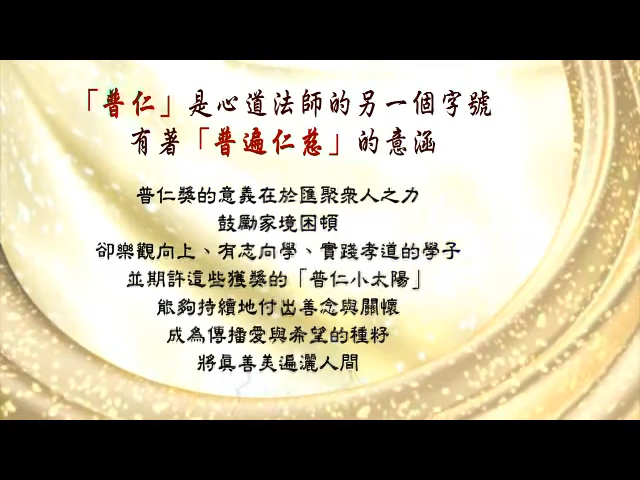 「普仁」是心道法師的另一個字號
有著「普遍仁慈」的意涵
普仁獎的意義在於匯聚眾人之力
鼓勵家境困頓
卻樂觀向上、有志向學、實踐孝道的學子
並期許這些獲獎的「普仁小太陽」
能夠持續地付出善念與關懷
成為傳播愛與希望的種籽
將真善美遍灑人間